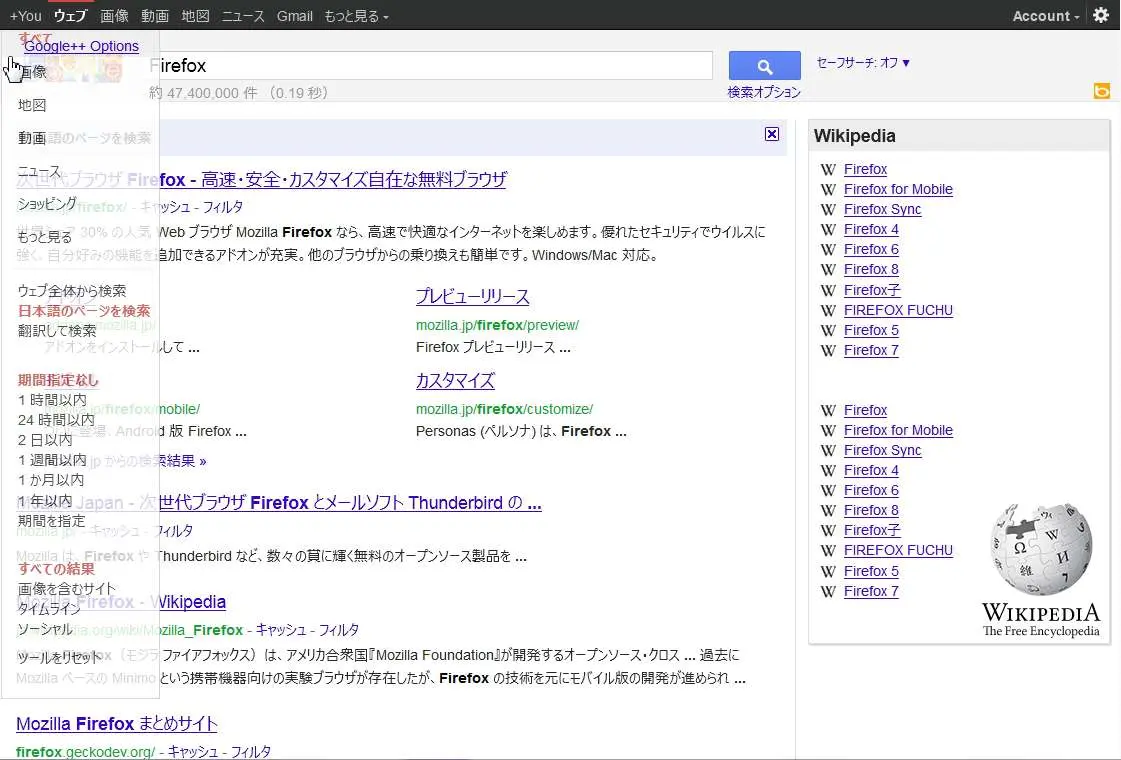 +You ウェブ 画像 動画 地図 ニュース Gmail もっと見る Account
すべて
Google++ Options
画像
地図
動画
ニュース
ショッピング
もっと見る
ウェブ全体から検索
日本語のページを検索
翻訳して検索
期間指定なし
1 時間以内
24 時間以内
2 日以内
1 週間以内
1 か月以内
1 年以内
期間を指定
すべての結果
画像を含むサイト
タイムライン
ソーシャル
ツールをリセット
Firefox
セーフサーチ: オフ ▼
約 47,400,000 件 （0.19 秒）
検索オプション
語のページを検索
次世代ブラウザ Firefox - 高速・安全・カスタマイズ自在な無料ブラウザ
firefox/ - キャッシュ - フィルタ
30% の人気 Web ブラウザ Mozilla Firefox なら、高速で快適なインターネットを楽しめます。優れたセキュリティでウイルスに
強く、自分好みの機能を追加できるアドオンが充実。他のブラウザからの乗り換えも簡単です。Windows/Mac 対応。
mozilla.jp/
アドオンをインストールして ...
プレビューリリース
mozilla.jp/firefox/preview/
Firefox プレビューリリース ...
jp/firefox/mobile/
登場、Android 版 Firefox ...
カスタマイズ
mozilla.jp/firefox/customize/
Personas (ペルソナ) は、Firefox ...
jp からの検索結果 »
Mozilla Japan - 次世代ブラウザ Firefox とメールソフト Thunderbird の ...
mozilla.jp/ - キャッシュ - フィルタ
Mozilla は、Firefox や Thunderbird など、数々の賞に輝く無料のオープンソース製品を ...
Mozilla Firefox - Wikipedia
ja.wikipedia.org/wiki/Mozilla_Firefox - キャッシュ - フィルタ
Mozilla Firefox（モジラ ファイアフォックス）は、アメリカ合衆国『Mozilla Foundation』が開発するオープンソース・クロス ... 過去に
Mozilla ベースの Minimo という携帯機器向けの実験ブラウザが存在したが、Firefox の技術を元にモバイル版の開発が進められ ...
Mozilla Firefox まとめサイト
firefox.geckodev.org/ - キャッシュ - フィルタ
Wikipedia
W Firefox
W Firefox for Mobile
W Firefox Sync
W Firefox 4
W Firefox 6
W Firefox 8
W Firefox子
W FIREFOX FUCHU
W Firefox 5
W Firefox 7
W Firefox
W Firefox for Mobile
W Firefox Sync
W Firefox 4
W Firefox 6
W Firefox 8
W Firefox子
W FIREFOX FUCHU
W Firefox 5
W Firefox 7
WIKIPEDIA
The Free Encyclopedia